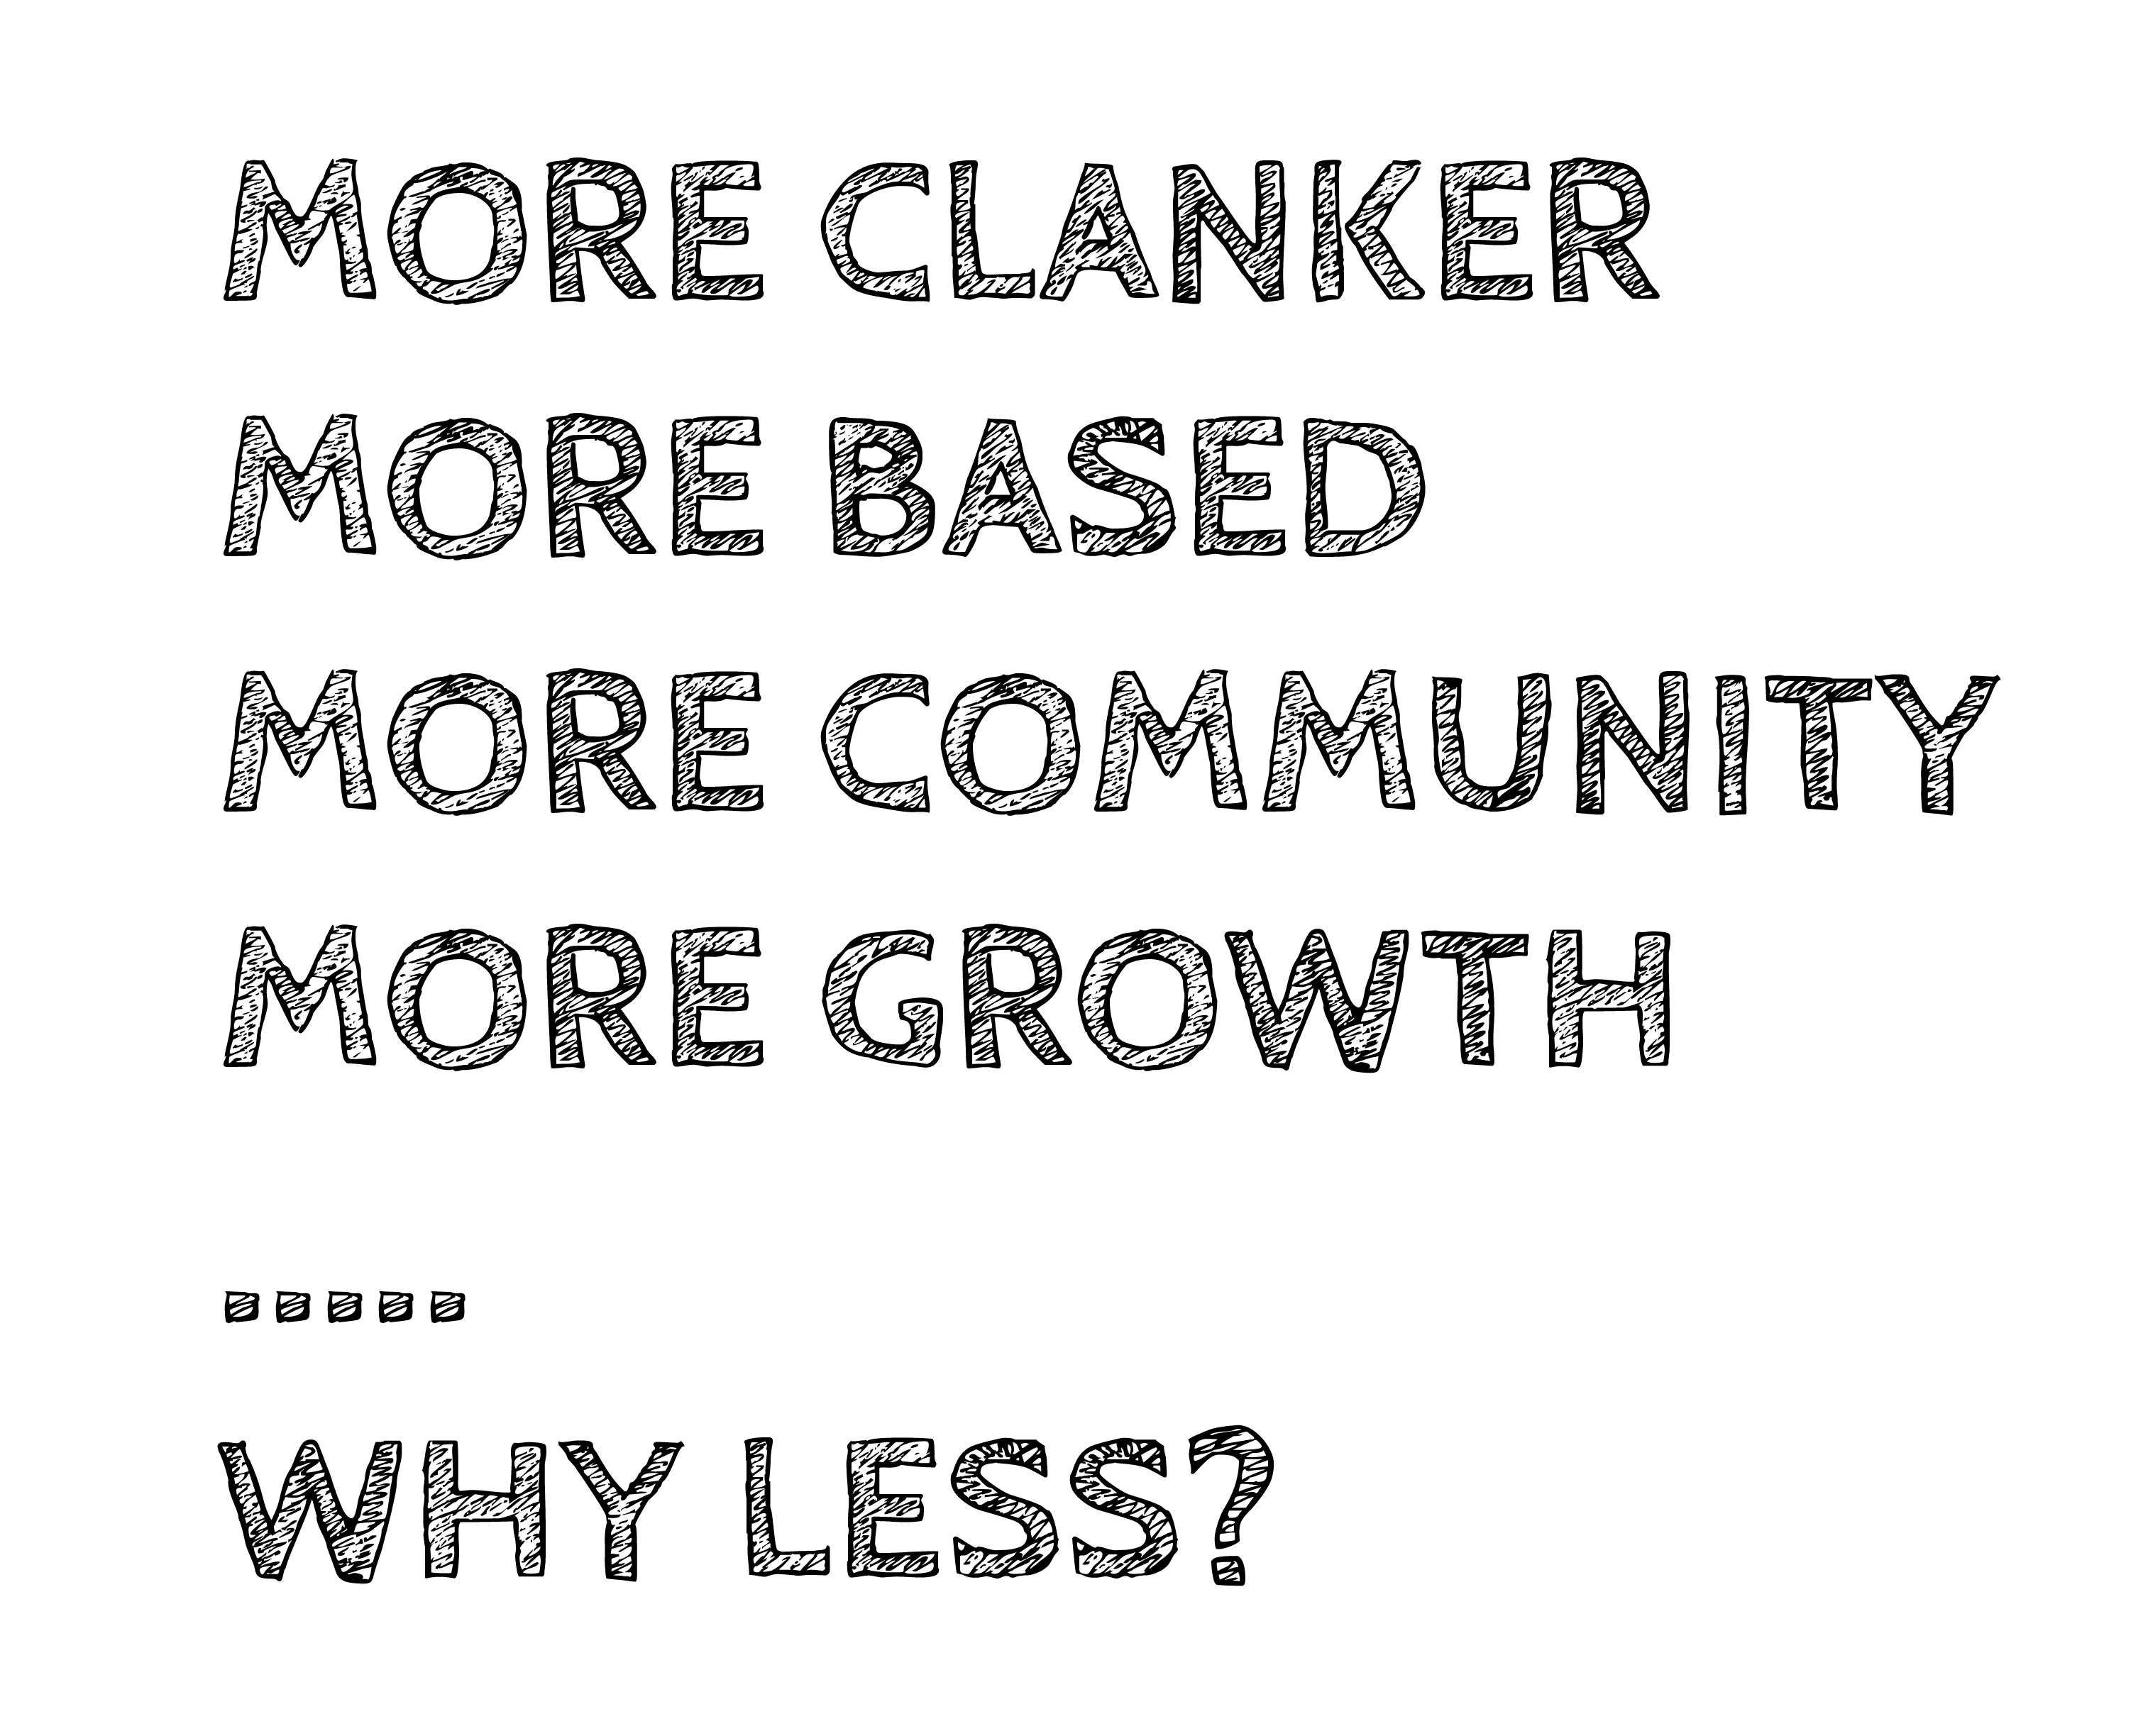 MORE CLANKER
MORE BASED
MORE COMMUNITY
MORE GROWTH
.....
WHY LESS?